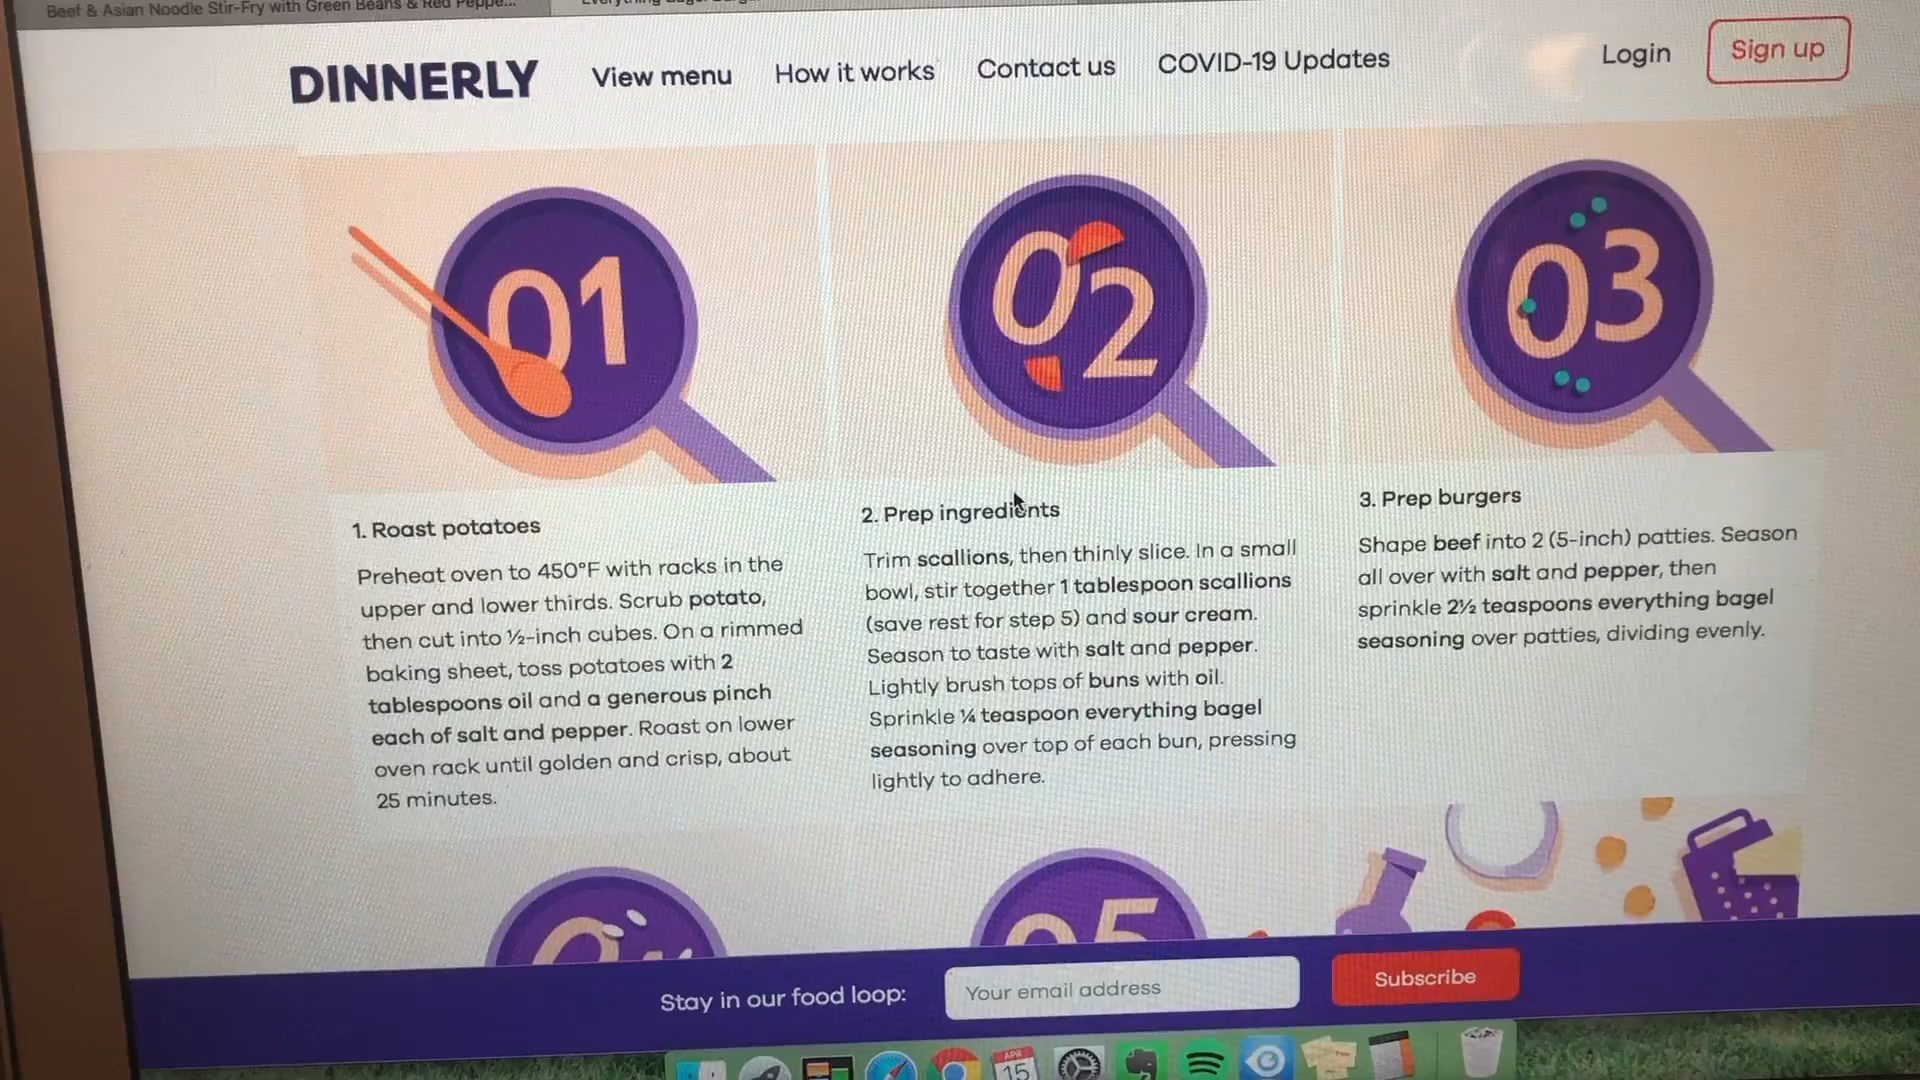 Beef & Asian Noodle Stir-Fry with Green Beans & Red Peppe...
DINNERLY
View menu
How it works
Contact us
COVID-19 Updates
Login
Sign up
01
02
03
1. Roast potatoes
Preheat oven to 450°F with racks in the
upper and lower thirds. Scrub potato,
then cut into ½-inch cubes. On a rimmed
baking sheet, toss potatoes with 2
tablespoons oil and a generous pinch
each of salt and pepper. Roast on lower
oven rack until golden and crisp, about
25 minutes.
2. Prep ingredients
Trim scallions, then thinly slice. In a small
bowl, stir together 1 tablespoon scallions
(save rest for step 5) and sour cream.
Season to taste with salt and pepper.
Lightly brush tops of buns with oil.
Sprinkle ¼ teaspoon everything bagel
seasoning over top of each bun, pressing
lightly to adhere.
3. Prep burgers
Shape beef into 2 (5-inch) patties. Season
all over with salt and pepper, then
sprinkle 2½ teaspoons everything bagel
seasoning over patties, dividing evenly.
05
Stay in our food loop:
Your email address
Subscribe
APR
15